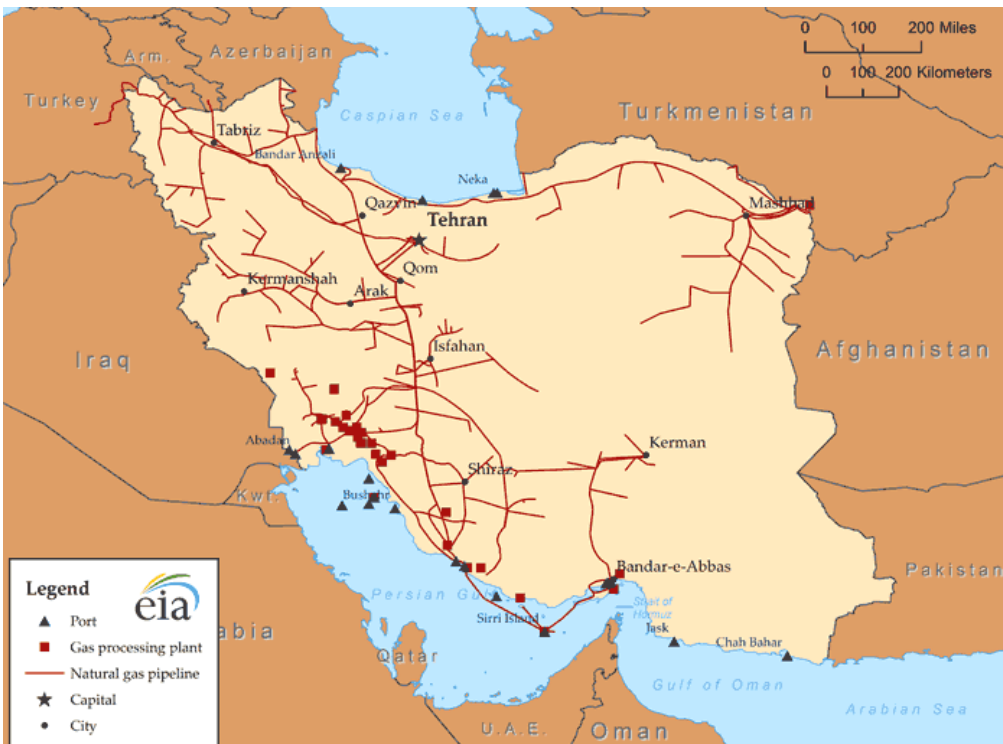 0 100 200 Miles
0 100 200 Kilometers
Arm.
Azerbaijan
Turkey
Caspian Sea
Turkmenistan
Tabriz
Bandar Anzali
Neka
Qazvin
Tehran
Mashhad
Qom
Kermanshah
Arak
Iraq
Isfahan
Afghanistan
Abadan
Kerman
Shiraz
Kwt.
Bushehr
Bandar-e-Abbas
Pakistan
Persian Gulf
Sirri Island
Strait of
Hormuz
Jask
Chah Bahar
Qatar
Gulf of Oman
Arabian Sea
U.A.E.
Oman
abia
Legend
eia
Port
Gas processing plant
Natural gas pipeline
Capital
City